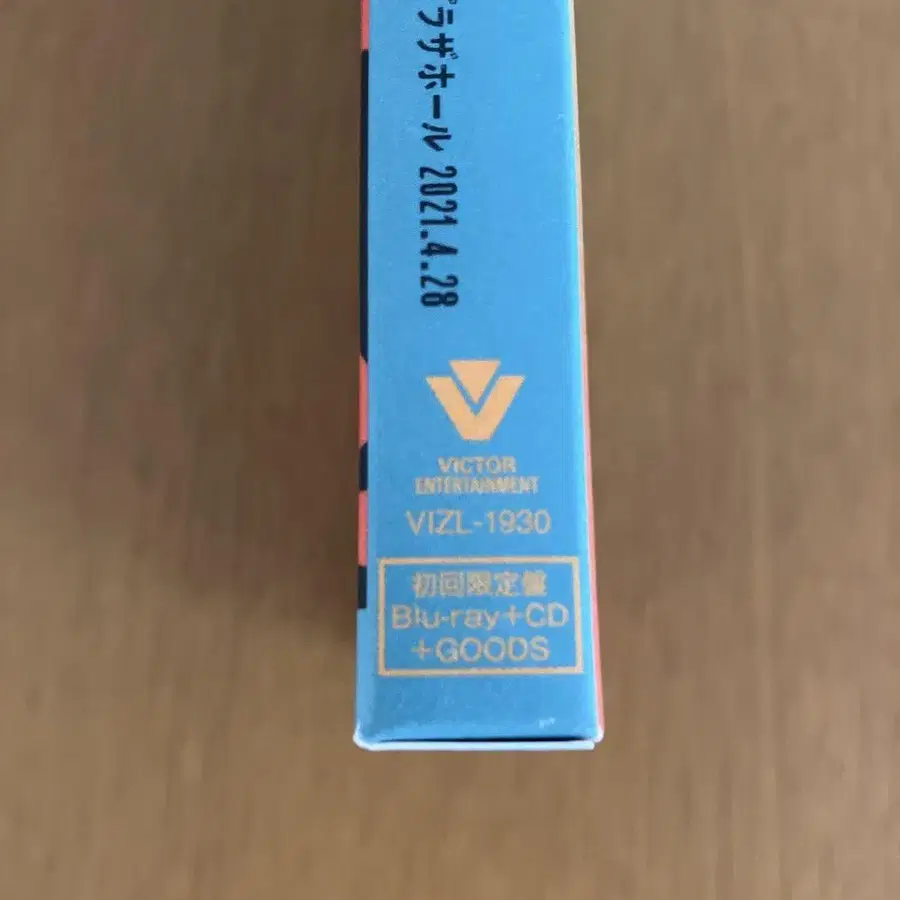 プラザホール 2021.4.28
VICTOR
ENTERTAINMENT
VIZL-1930
初回限定盤
Blu-ray+CD
+GOODS